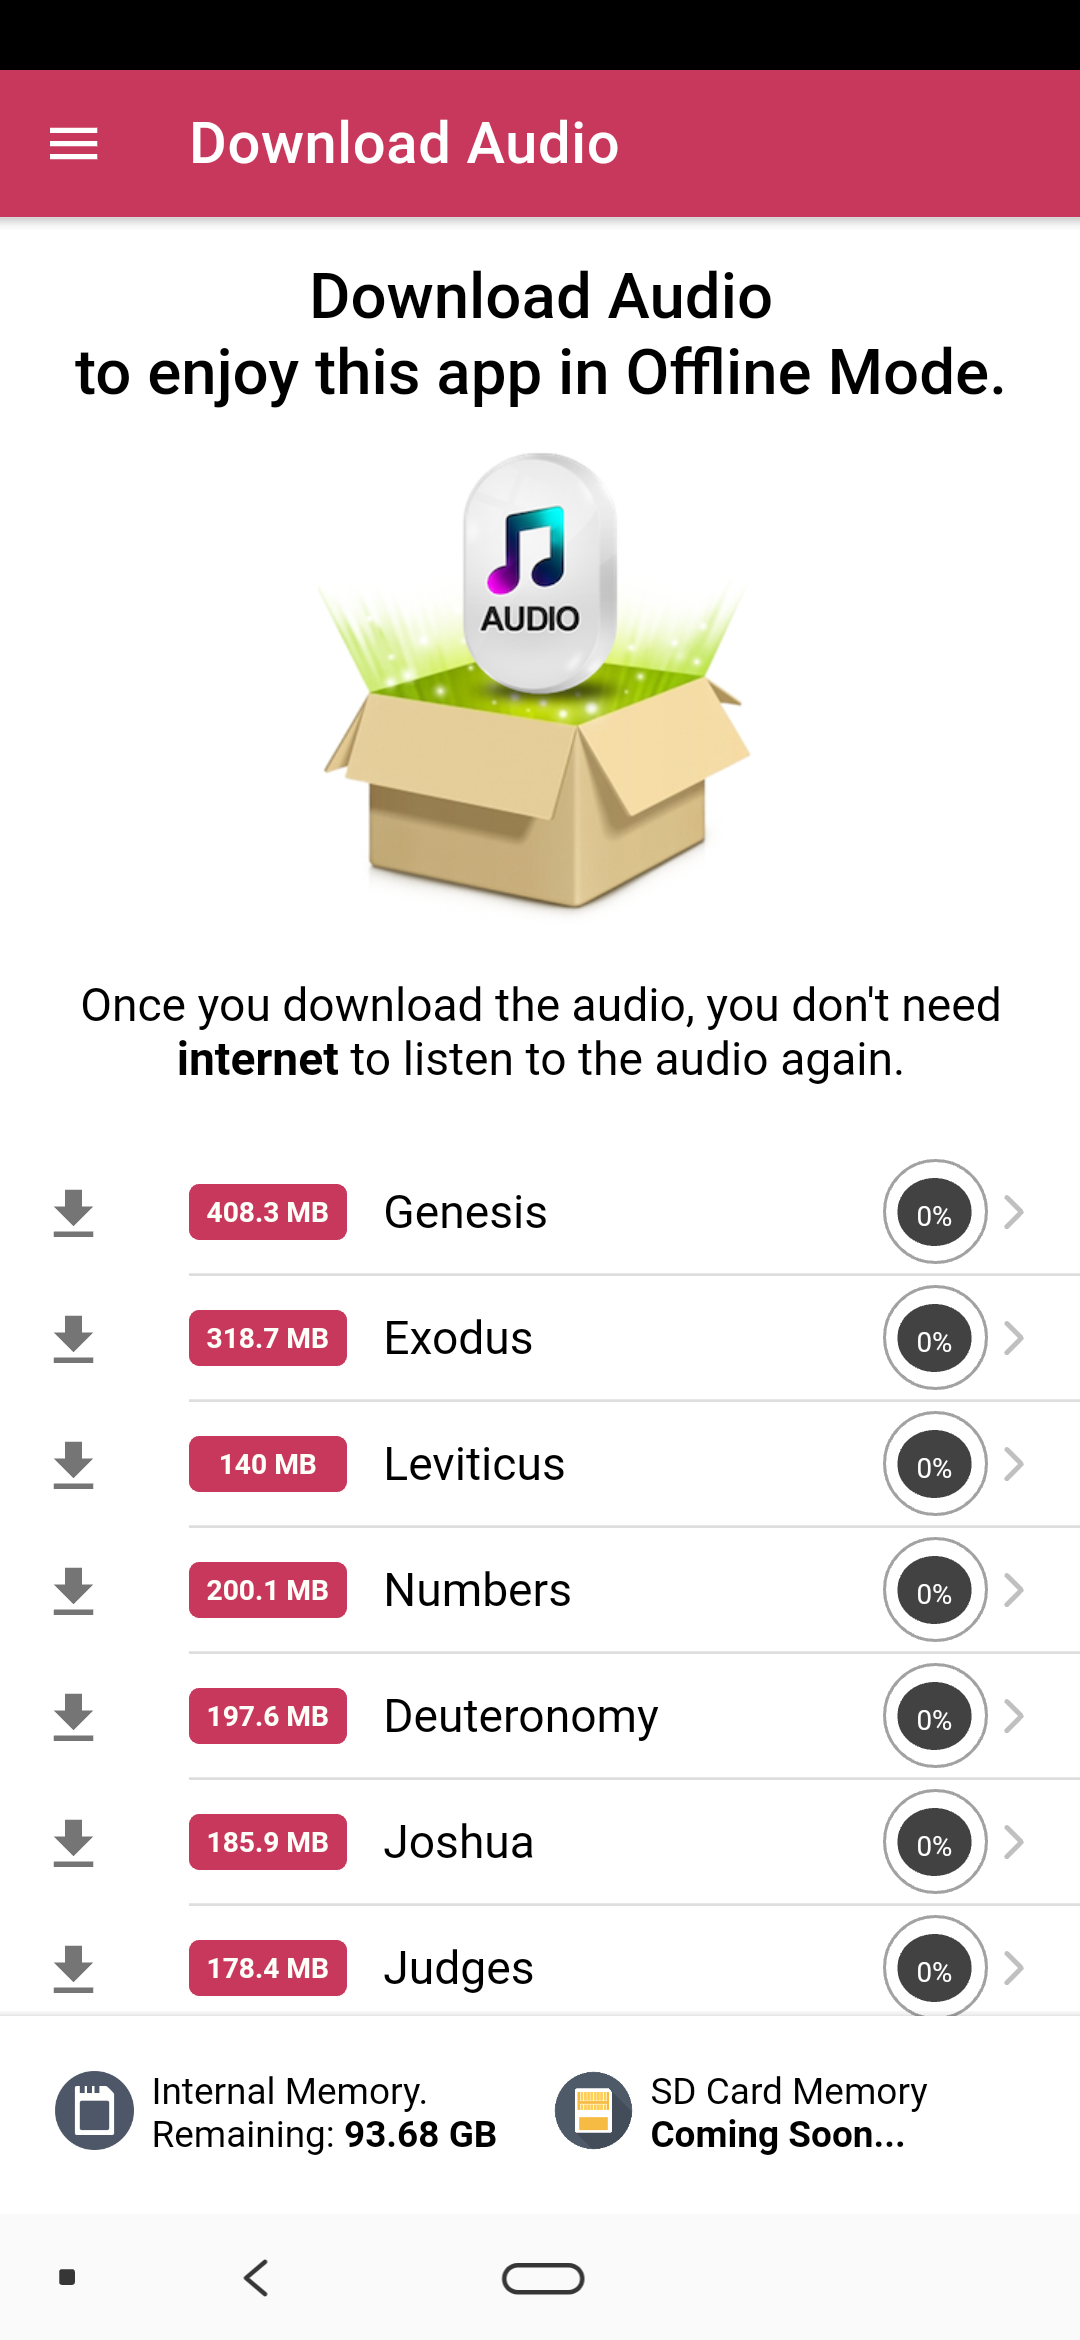 Download Audio
Download Audio
to enjoy this app in Offline Mode.
AUDIO
Once you download the audio, you don't need
internet to listen to the audio again.
408.3 MB Genesis 0%
318.7 MB Exodus 0%
140 MB Leviticus 0%
200.1 MB Numbers 0%
197.6 MB Deuteronomy 0%
185.9 MB Joshua 0%
178.4 MB Judges 0%
Internal Memory.
Remaining: 93.68 GB
SD Card Memory
Coming Soon...